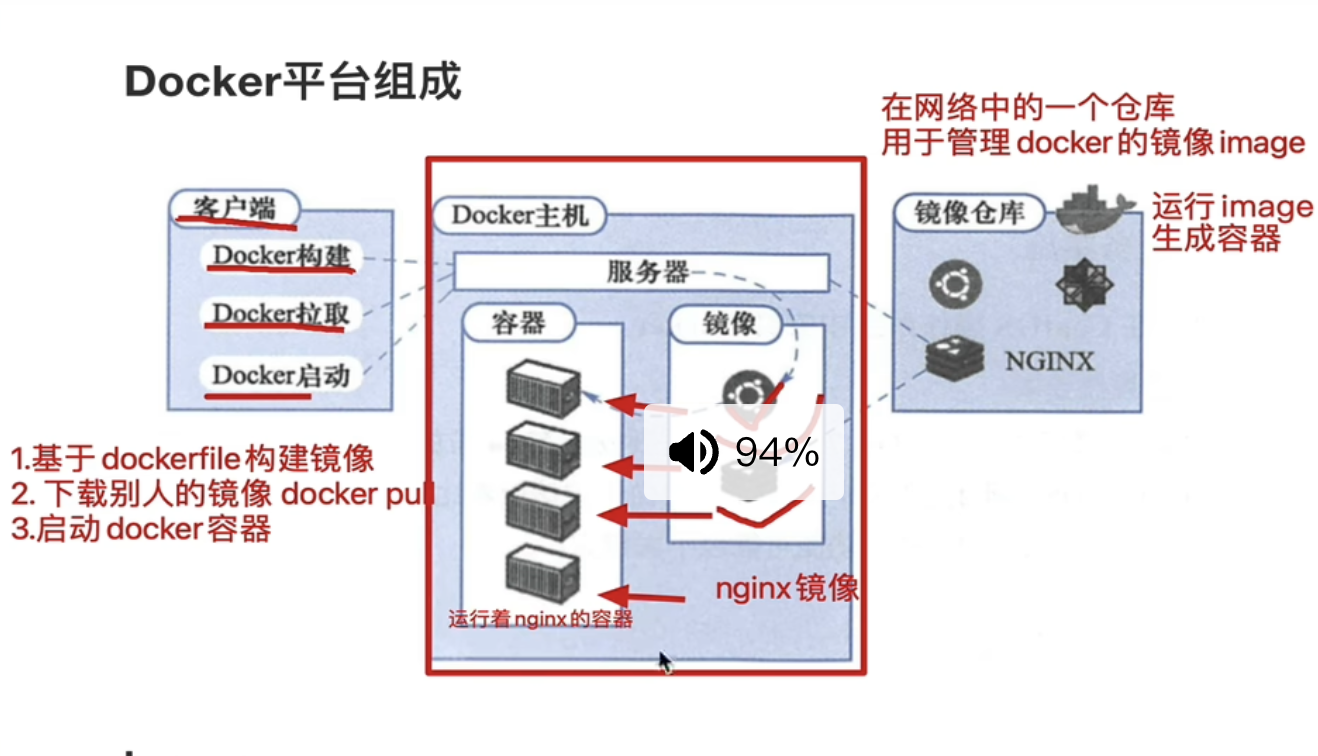 Docker平台组成
在网络中的一个仓库
用于管理docker的镜像image
客户端
Docker主机
镜像仓库
运行image
生成容器
Docker构建
服务器
Docker拉取
容器
镜像
NGINX
Docker启动
94%
1.基于dockerfile构建镜像
2. 下载别人的镜像 docker pull
3.启动docker容器
nginx镜像
运行着nginx的容器